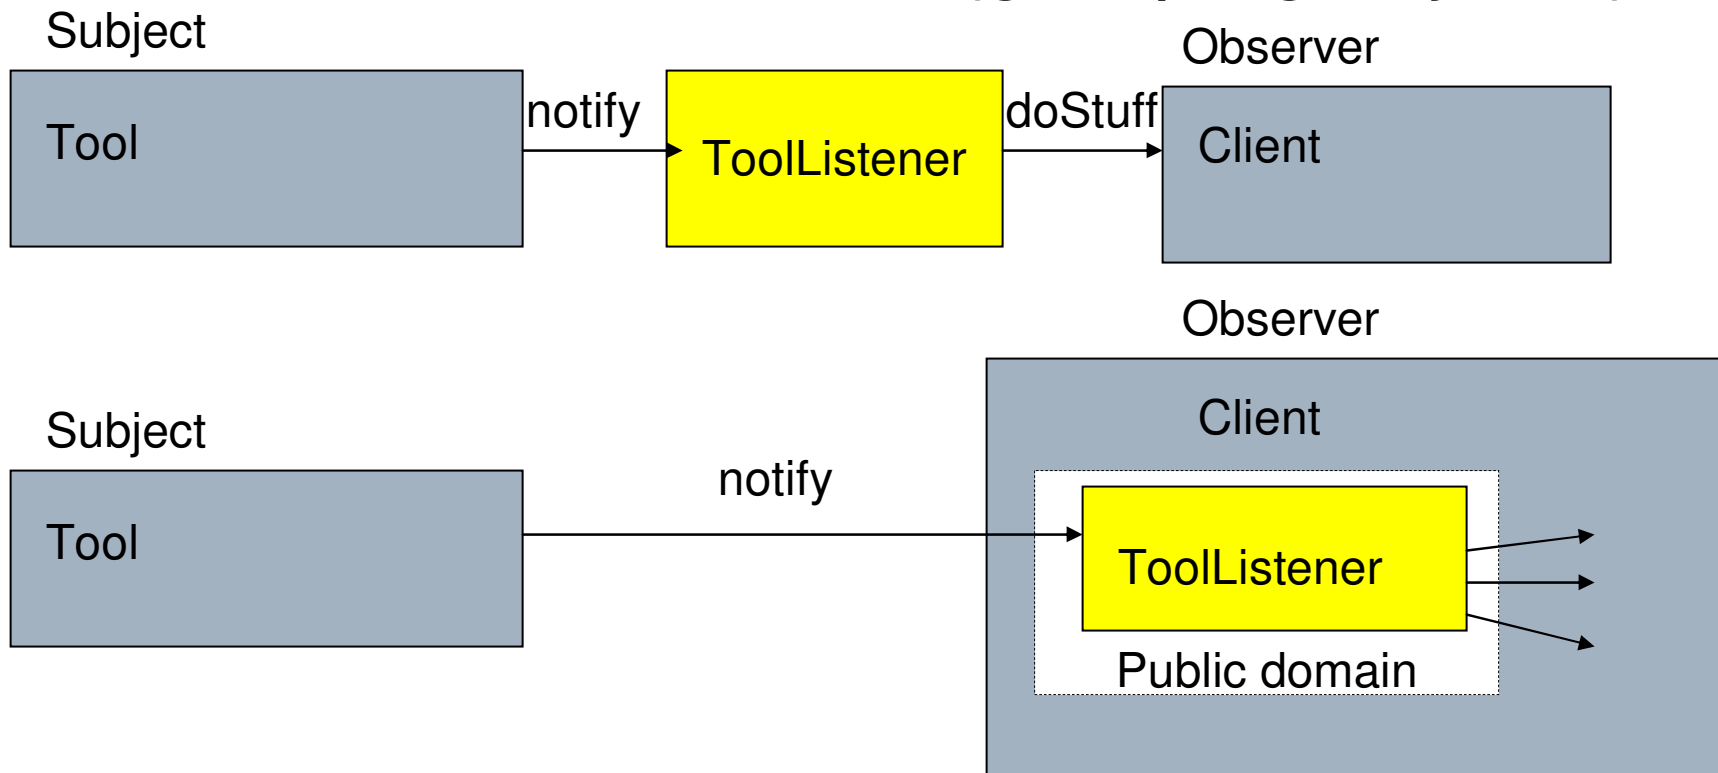 Subject
Observer
Tool
notify
ToolListener
doStuff
Client
Observer
Subject
Client
notify
Tool
ToolListener
Public domain